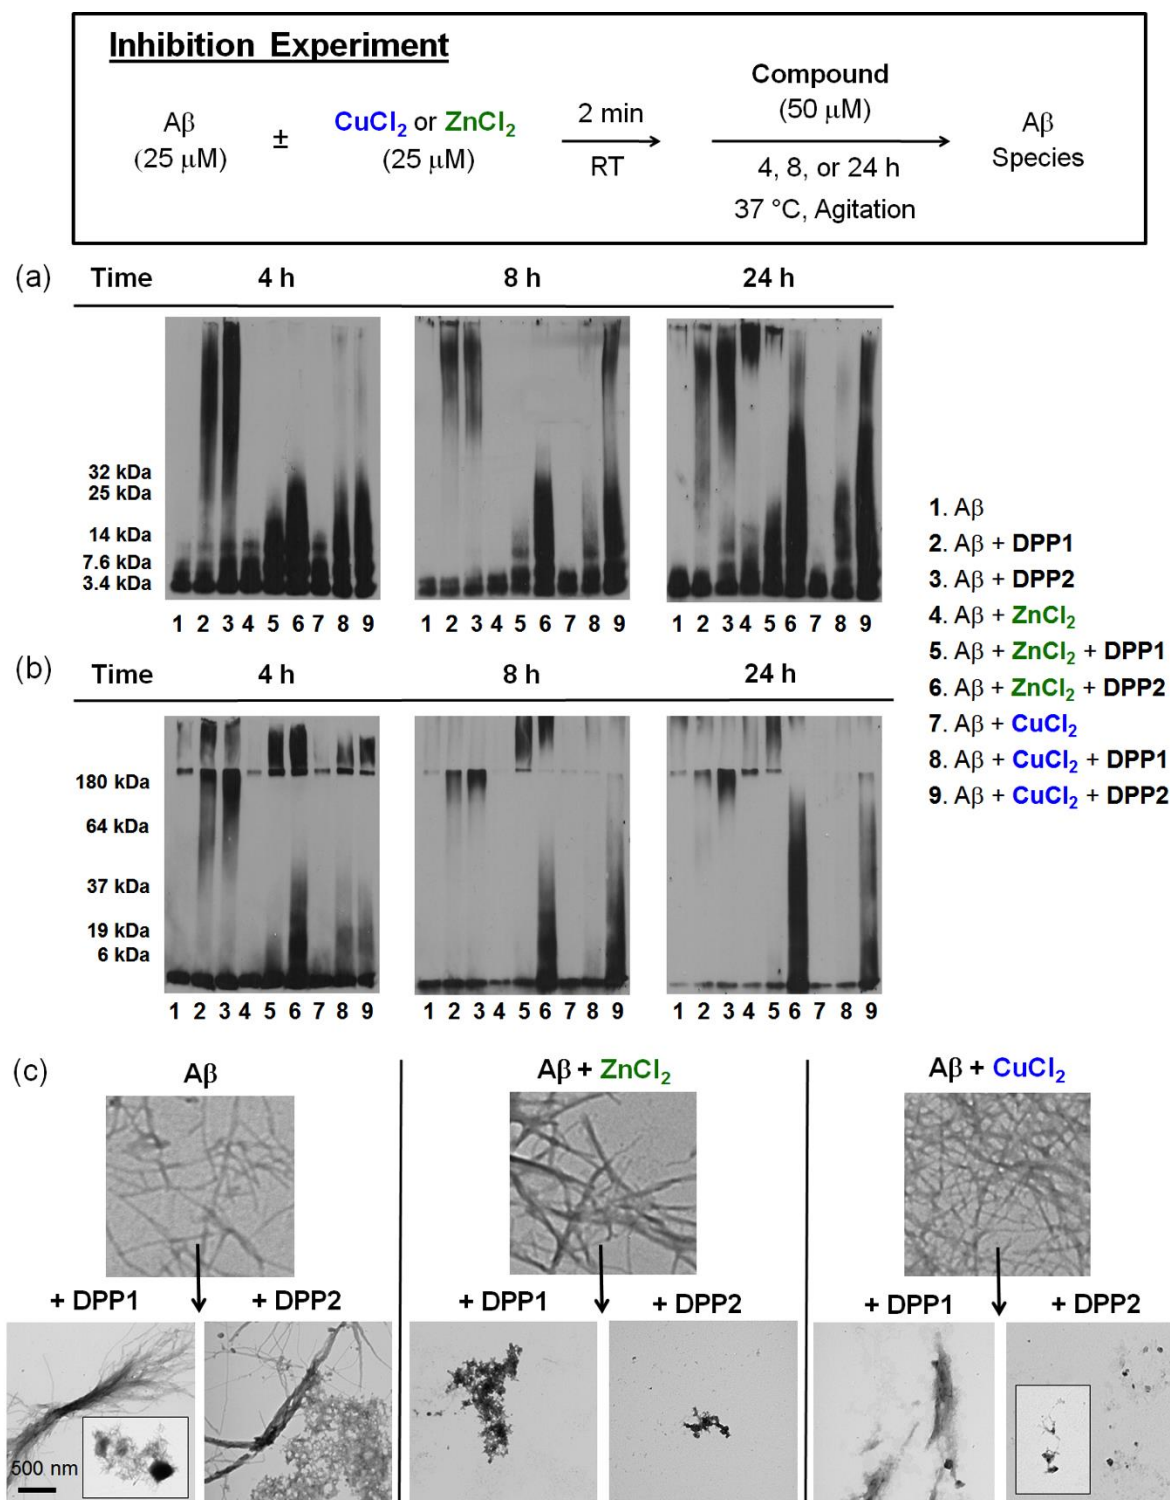 Inhibition Experiment
Aβ
(25 μM)
±
CuCl₂ or ZnCl₂
(25 μM)
2 min
RT
Compound
(50 μM)
4, 8, or 24 h
37 °C, Agitation
Aβ
Species
(a) Time 4 h 8 h 24 h
32 kDa
25 kDa
14 kDa
7.6 kDa
3.4 kDa
1 2 3 4 5 6 7 8 9 1 2 3 4 5 6 7 8 9 1 2 3 4 5 6 7 8 9
(b) Time 4 h 8 h 24 h
180 kDa
64 kDa
37 kDa
19 kDa
6 kDa
1 2 3 4 5 6 7 8 9 1 2 3 4 5 6 7 8 9 1 2 3 4 5 6 7 8 9
1. Aβ
2. Aβ + DPP1
3. Aβ + DPP2
4. Aβ + ZnCl₂
5. Aβ + ZnCl₂ + DPP1
6. Aβ + ZnCl₂ + DPP2
7. Aβ + CuCl₂
8. Aβ + CuCl₂ + DPP1
9. Aβ + CuCl₂ + DPP2
(c) Aβ Aβ + ZnCl₂ Aβ + CuCl₂
+ DPP1 + DPP2 + DPP1 + DPP2 + DPP1 + DPP2
500 nm